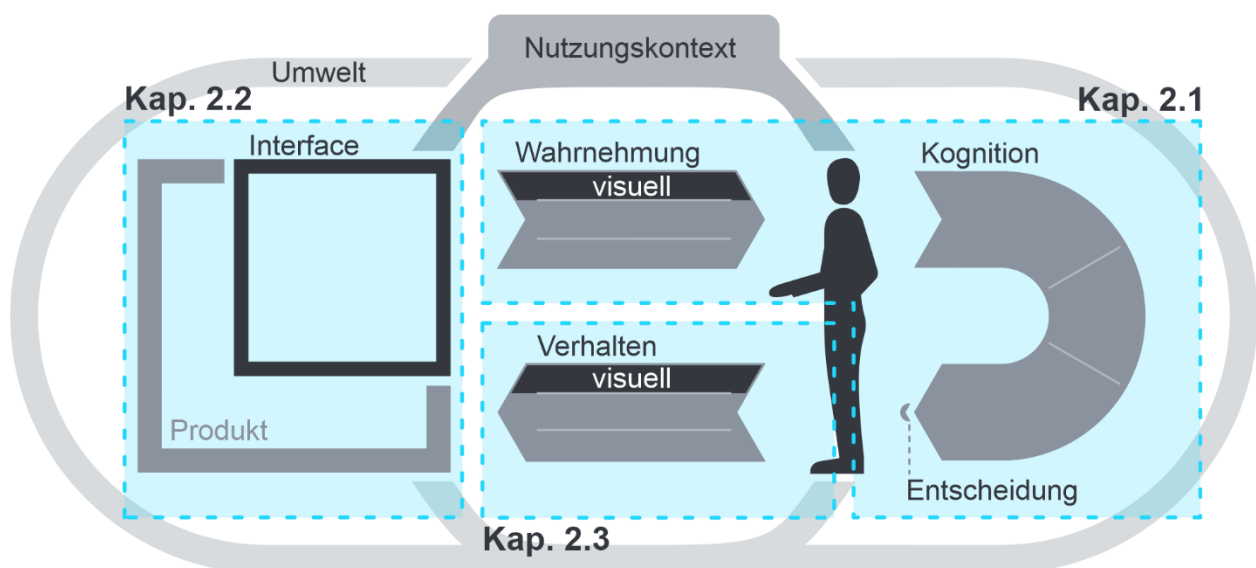 Nutzungskontext
Umwelt
Kap. 2.2
Kap. 2.1
Interface
Wahrnehmung
visuell
Kognition
Verhalten
visuell
Produkt
Entscheidung
Kap. 2.3